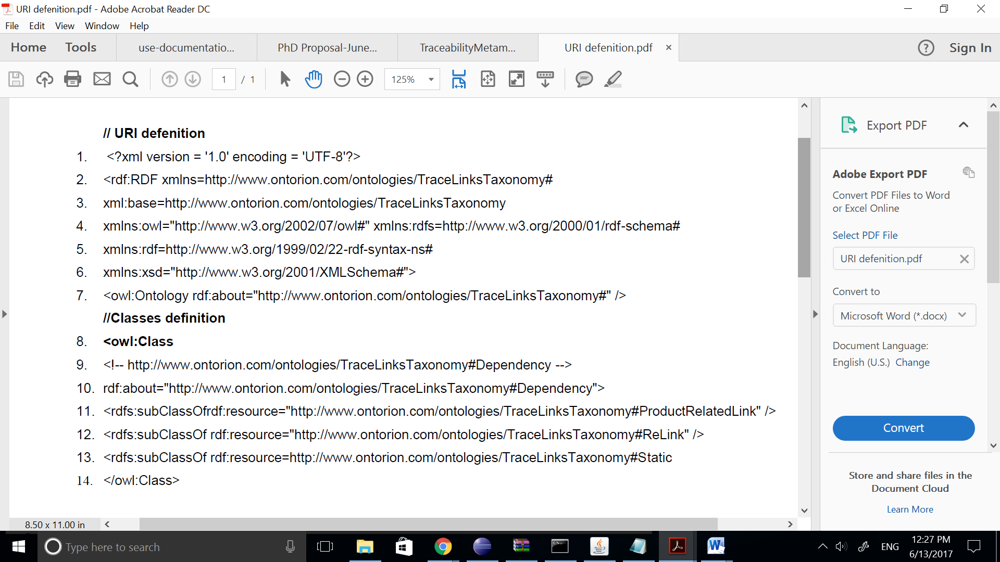 URI defenition.pdf - Adobe Acrobat Reader DC
File Edit View Window Help
Home Tools use-documentatio... PhD Proposal-June... TraceabilityMetam... URI defenition.pdf × ? Sign In
1 / 1 125%
// URI defenition
1. <?xml version = '1.0' encoding = 'UTF-8'?>
2. <rdf:RDF xmlns=http://www.ontorion.com/ontologies/TraceLinksTaxonomy#
3. xml:base=http://www.ontorion.com/ontologies/TraceLinksTaxonomy
4. xmlns:owl="http://www.w3.org/2002/07/owl#" xmlns:rdfs=http://www.w3.org/2000/01/rdf-schema#
5. xmlns:rdf=http://www.w3.org/1999/02/22-rdf-syntax-ns#
6. xmlns:xsd="http://www.w3.org/2001/XMLSchema#">
7. <owl:Ontology rdf:about="http://www.ontorion.com/ontologies/TraceLinksTaxonomy#" />
//Classes definition
8. <owl:Class
9. <!-- http://www.ontorion.com/ontologies/TraceLinksTaxonomy#Dependency -->
10. rdf:about="http://www.ontorion.com/ontologies/TraceLinksTaxonomy#Dependency">
11. <rdfs:subClassOfrdf:resource="http://www.ontorion.com/ontologies/TraceLinksTaxonomy#ProductRelatedLink" />
12. <rdfs:subClassOf rdf:resource="http://www.ontorion.com/ontologies/TraceLinksTaxonomy#ReLink" />
13. <rdfs:subClassOf rdf:resource=http://www.ontorion.com/ontologies/TraceLinksTaxonomy#Static
14. </owl:Class>
8.50 x 11.00 in
Export PDF
Adobe Export PDF
Convert PDF Files to Word
or Excel Online
Select PDF File
URI defenition.pdf
Convert to
Microsoft Word (*.docx)
Document Language:
English (U.S.) Change
Convert
Store and share files in the
Document Cloud
Learn More
Type here to search
ENG
12:27 PM
6/13/2017